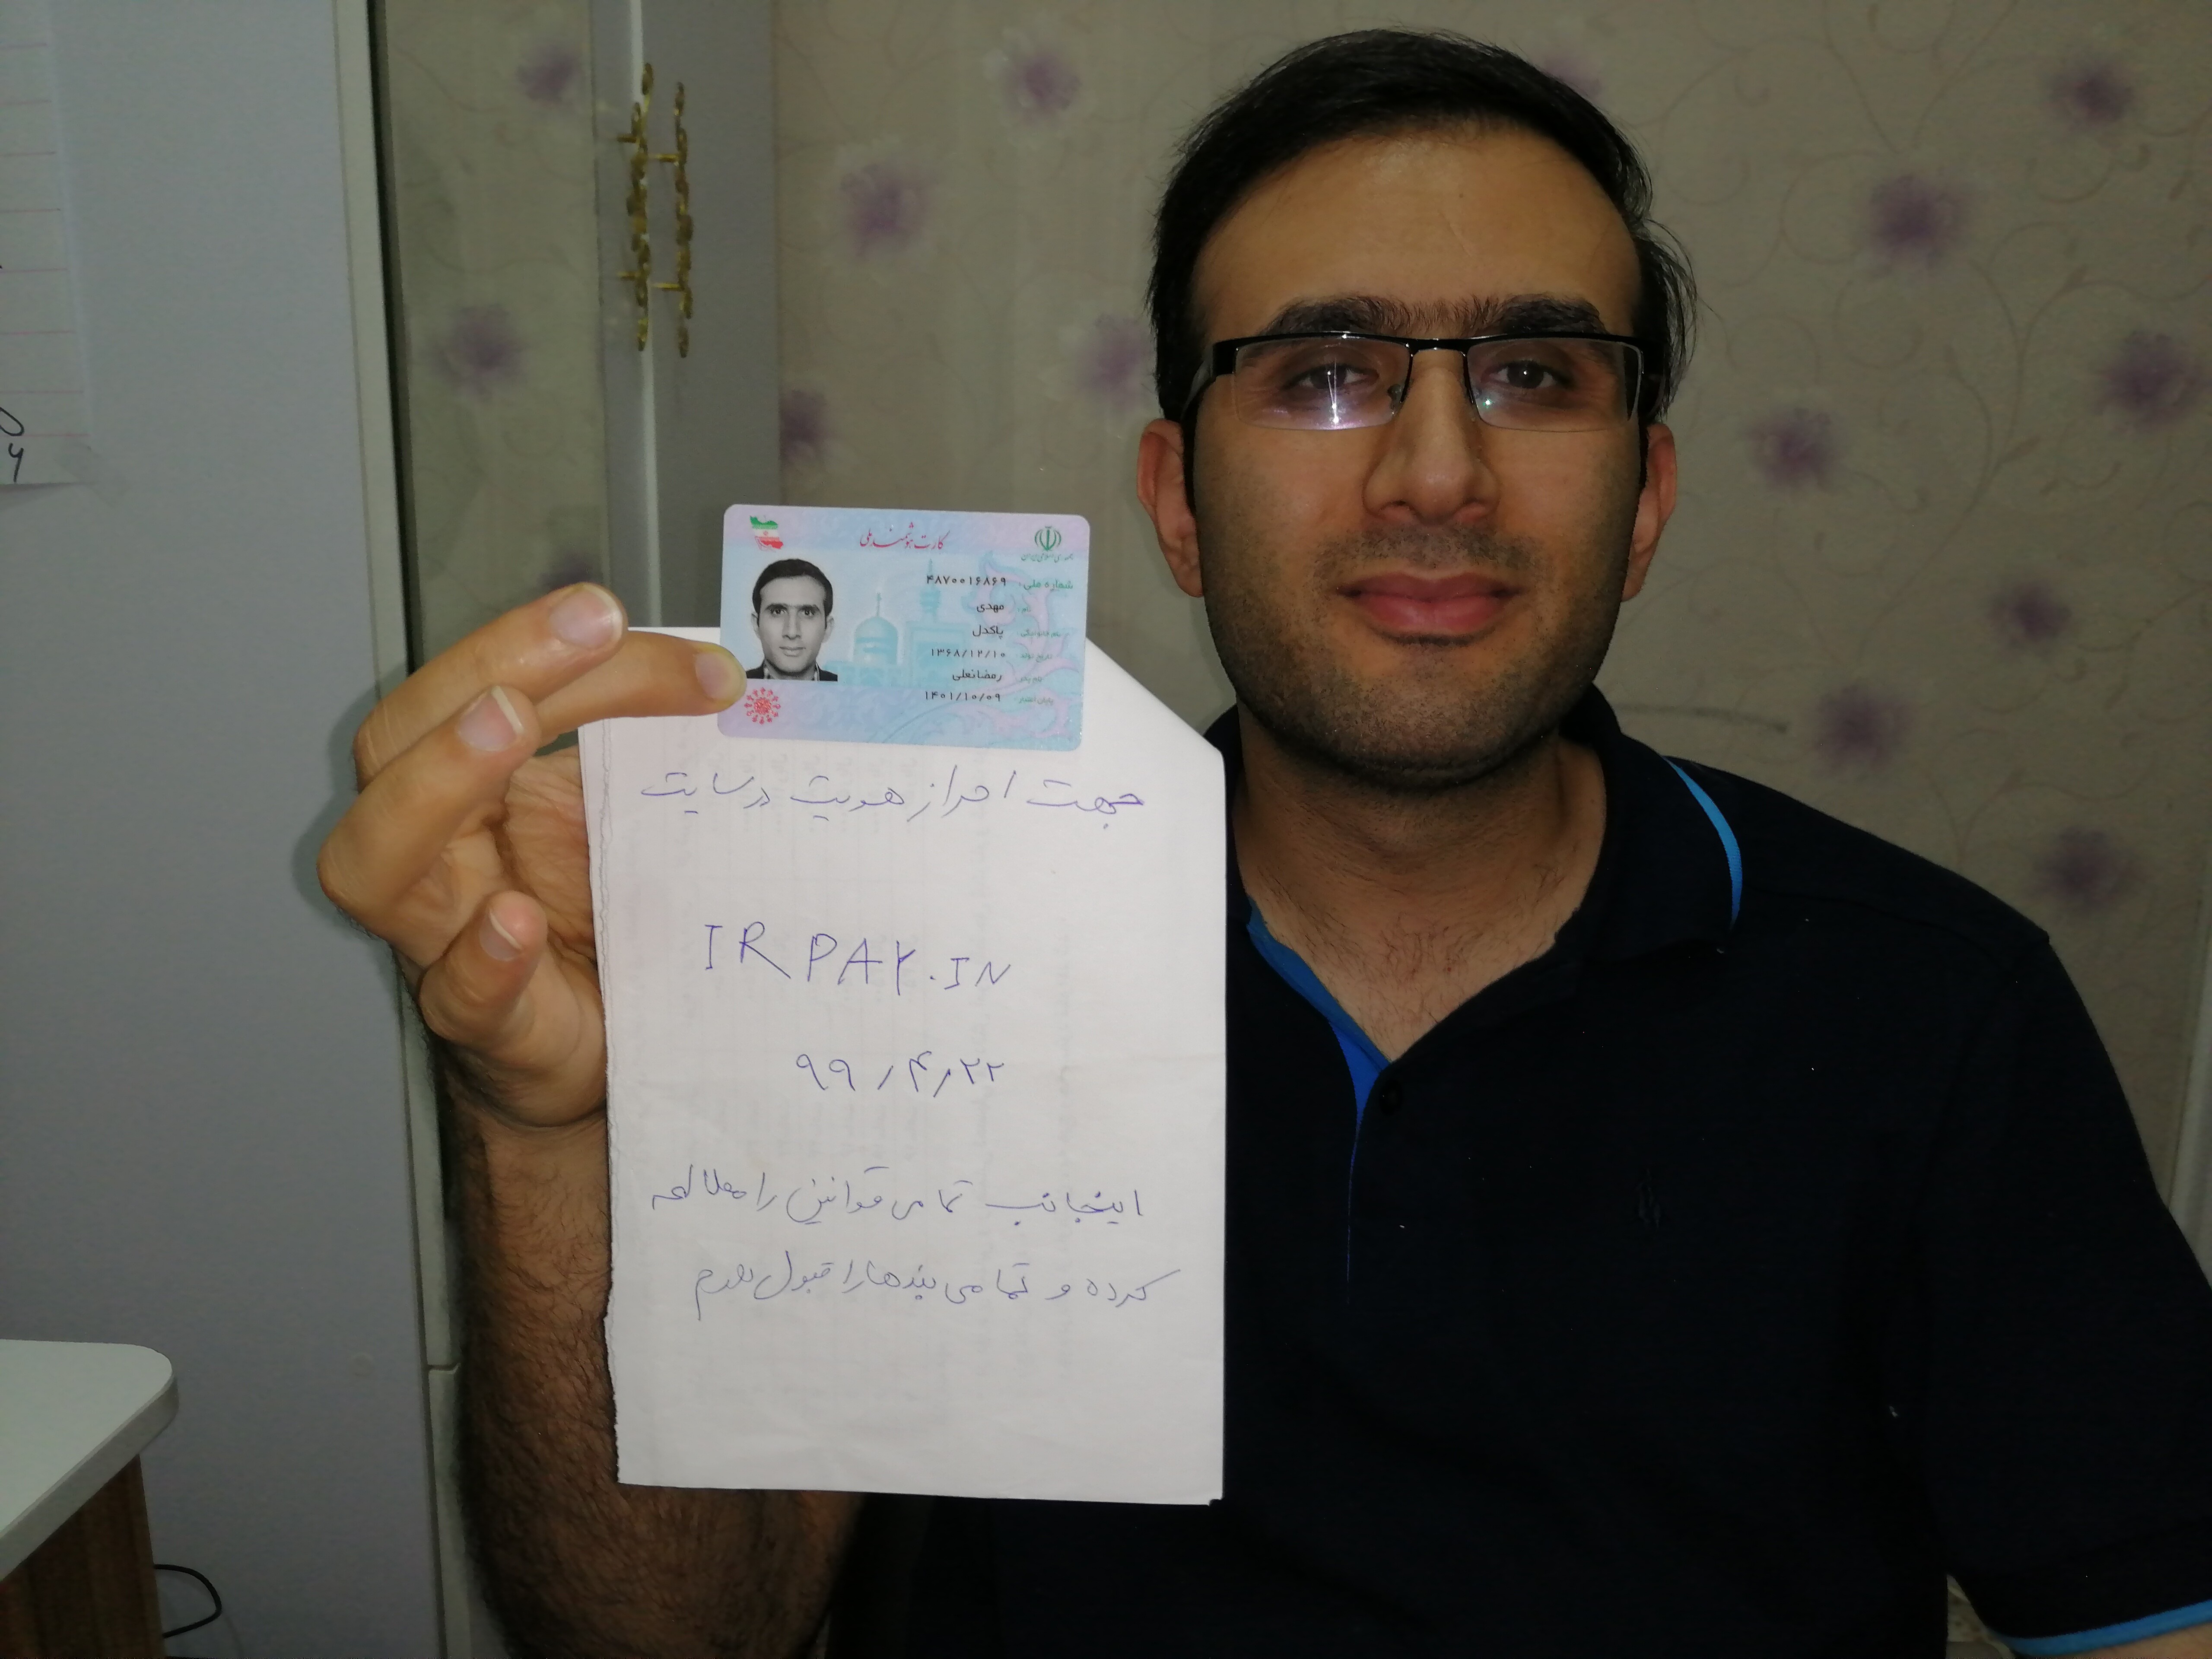 کارت هوشمند ملی
جمهوری اسلامی ایران
شماره ملی: ۴۸۷۰۰۱۶۸۶۹
نام: مهدی
نام خانوادگی: پاکدل
تاریخ تولد: ۱۳۶۸/۱۲/۱۰
نام پدر: رمضانعلی
پایان اعتبار: ۱۴۰۱/۱۰/۰۹
جهت احراز هویت در سایت
IRPAY.IN
۹۹/۴/۲۲
اینجانب تمامی قوانین را مطالعه
کرده و تمامی بندها را قبول